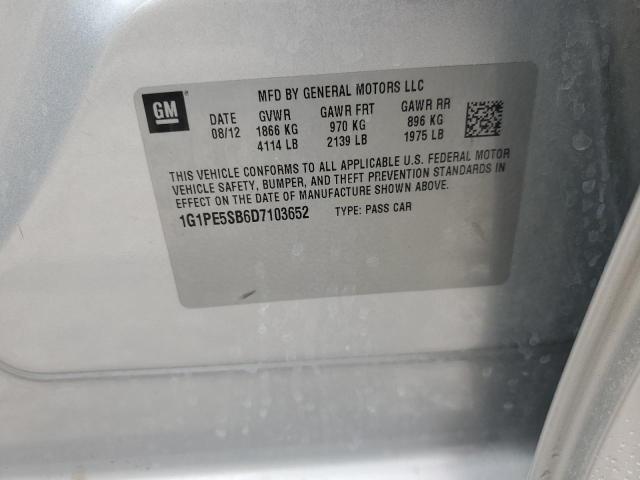 GM
MFD BY GENERAL MOTORS LLC
DATE GVWR GAWR FRT GAWR RR
08/12 1866 KG 970 KG 896 KG
4114 LB 2139 LB 1975 LB
THIS VEHICLE CONFORMS TO ALL APPLICABLE U.S. FEDERAL MOTOR
VEHICLE SAFETY, BUMPER, AND THEFT PREVENTION STANDARDS IN
EFFECT ON THE DATE OF MANUFACTURE SHOWN ABOVE.
1G1PE5SB6D7103652 TYPE: PASS CAR